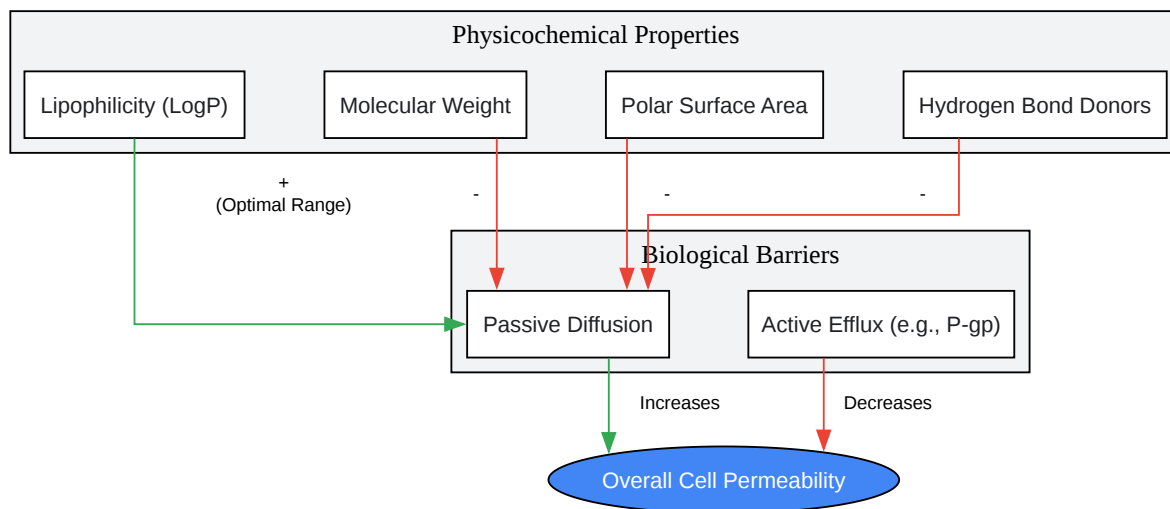 Physicochemical Properties
Lipophilicity (LogP)
Molecular Weight
Polar Surface Area
Hydrogen Bond Donors
+
(Optimal Range)
-
-
-
Biological Barriers
Passive Diffusion
Active Efflux (e.g., P-gp)
Increases
Decreases
Overall Cell Permeability